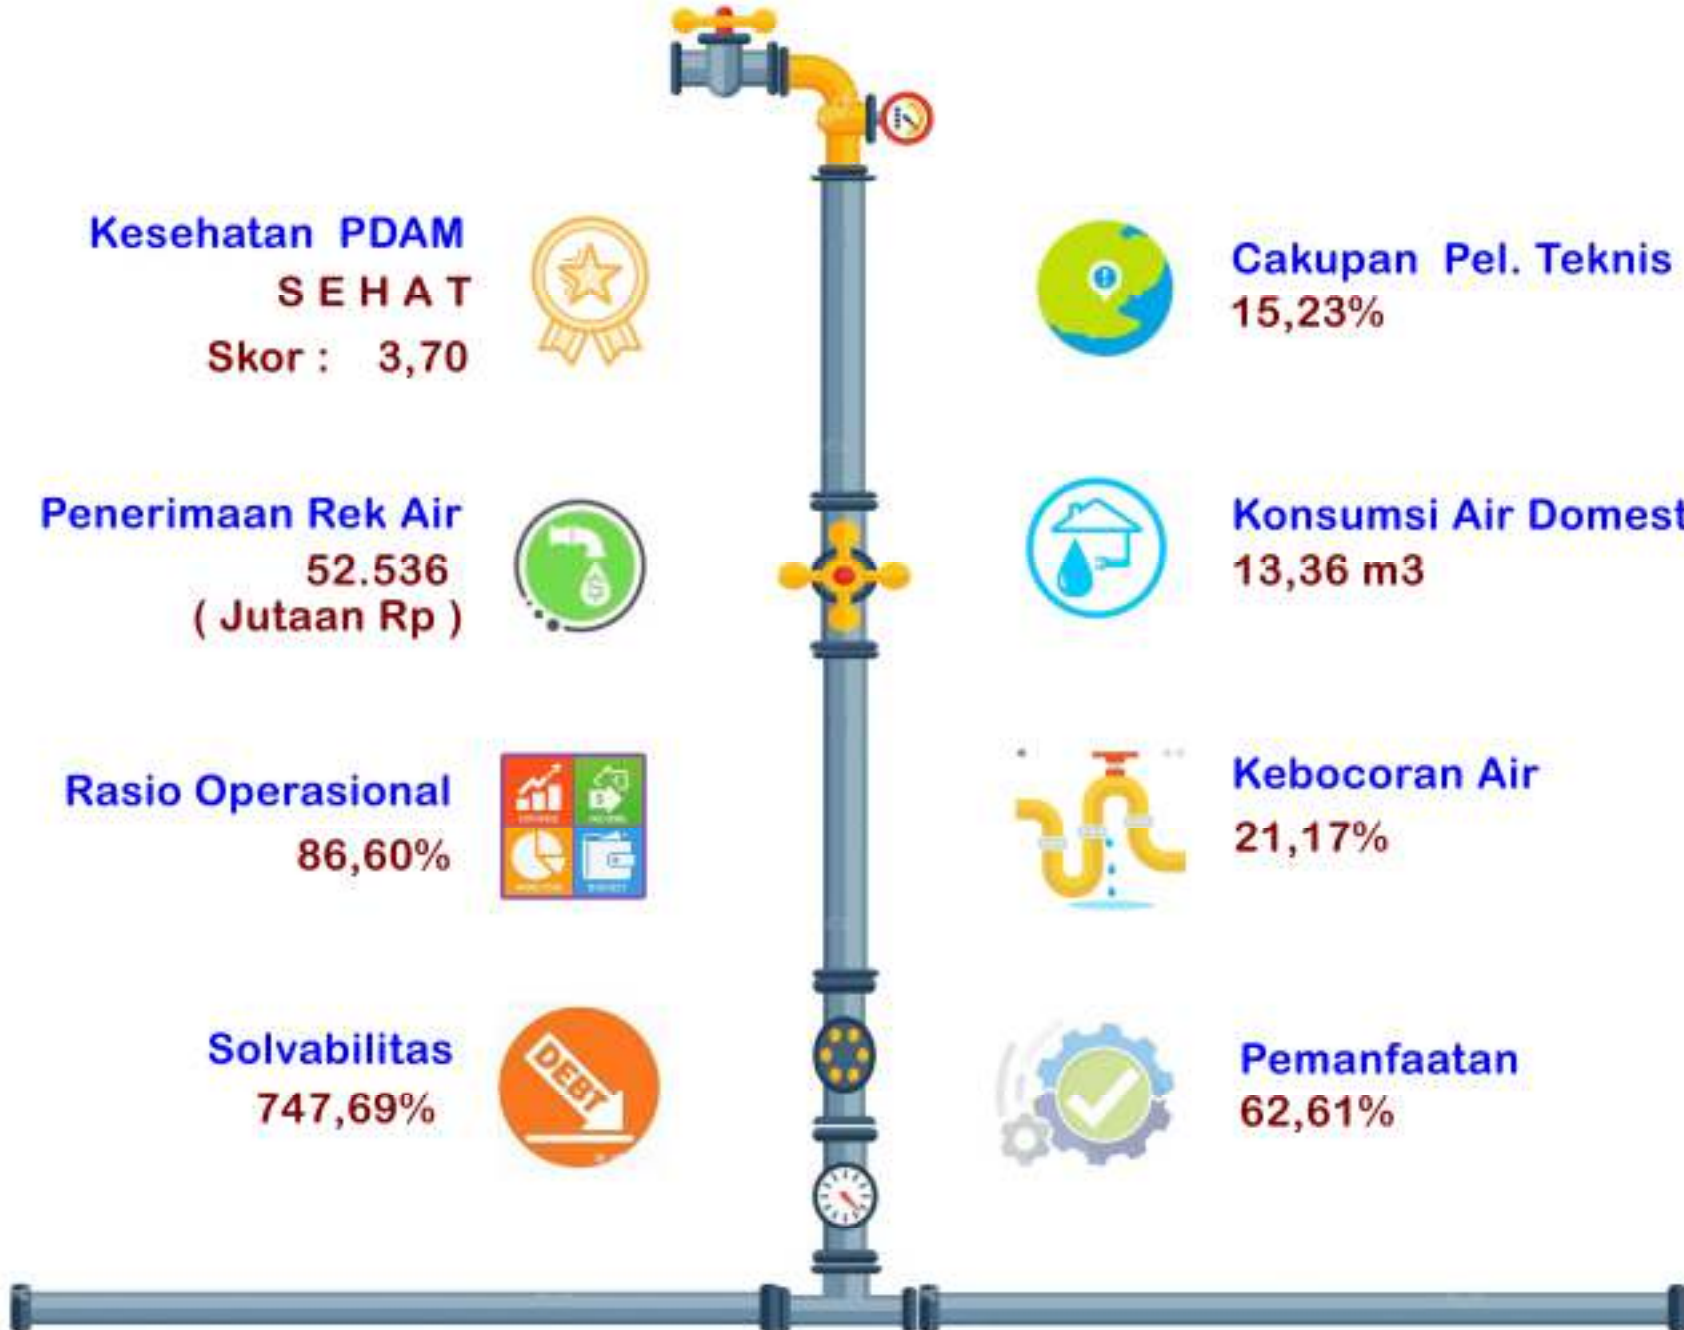 Kesehatan PDAM
S E H A T
Skor : 3,70
Penerimaan Rek Air
52.536
( Jutaan Rp )
Rasio Operasional
86,60%
Solvabilitas
747,69%
DEBT
Cakupan Pel. Teknis
15,23%
Konsumsi Air Domest
13,36 m3
Kebocoran Air
21,17%
Pemanfaatan
62,61%